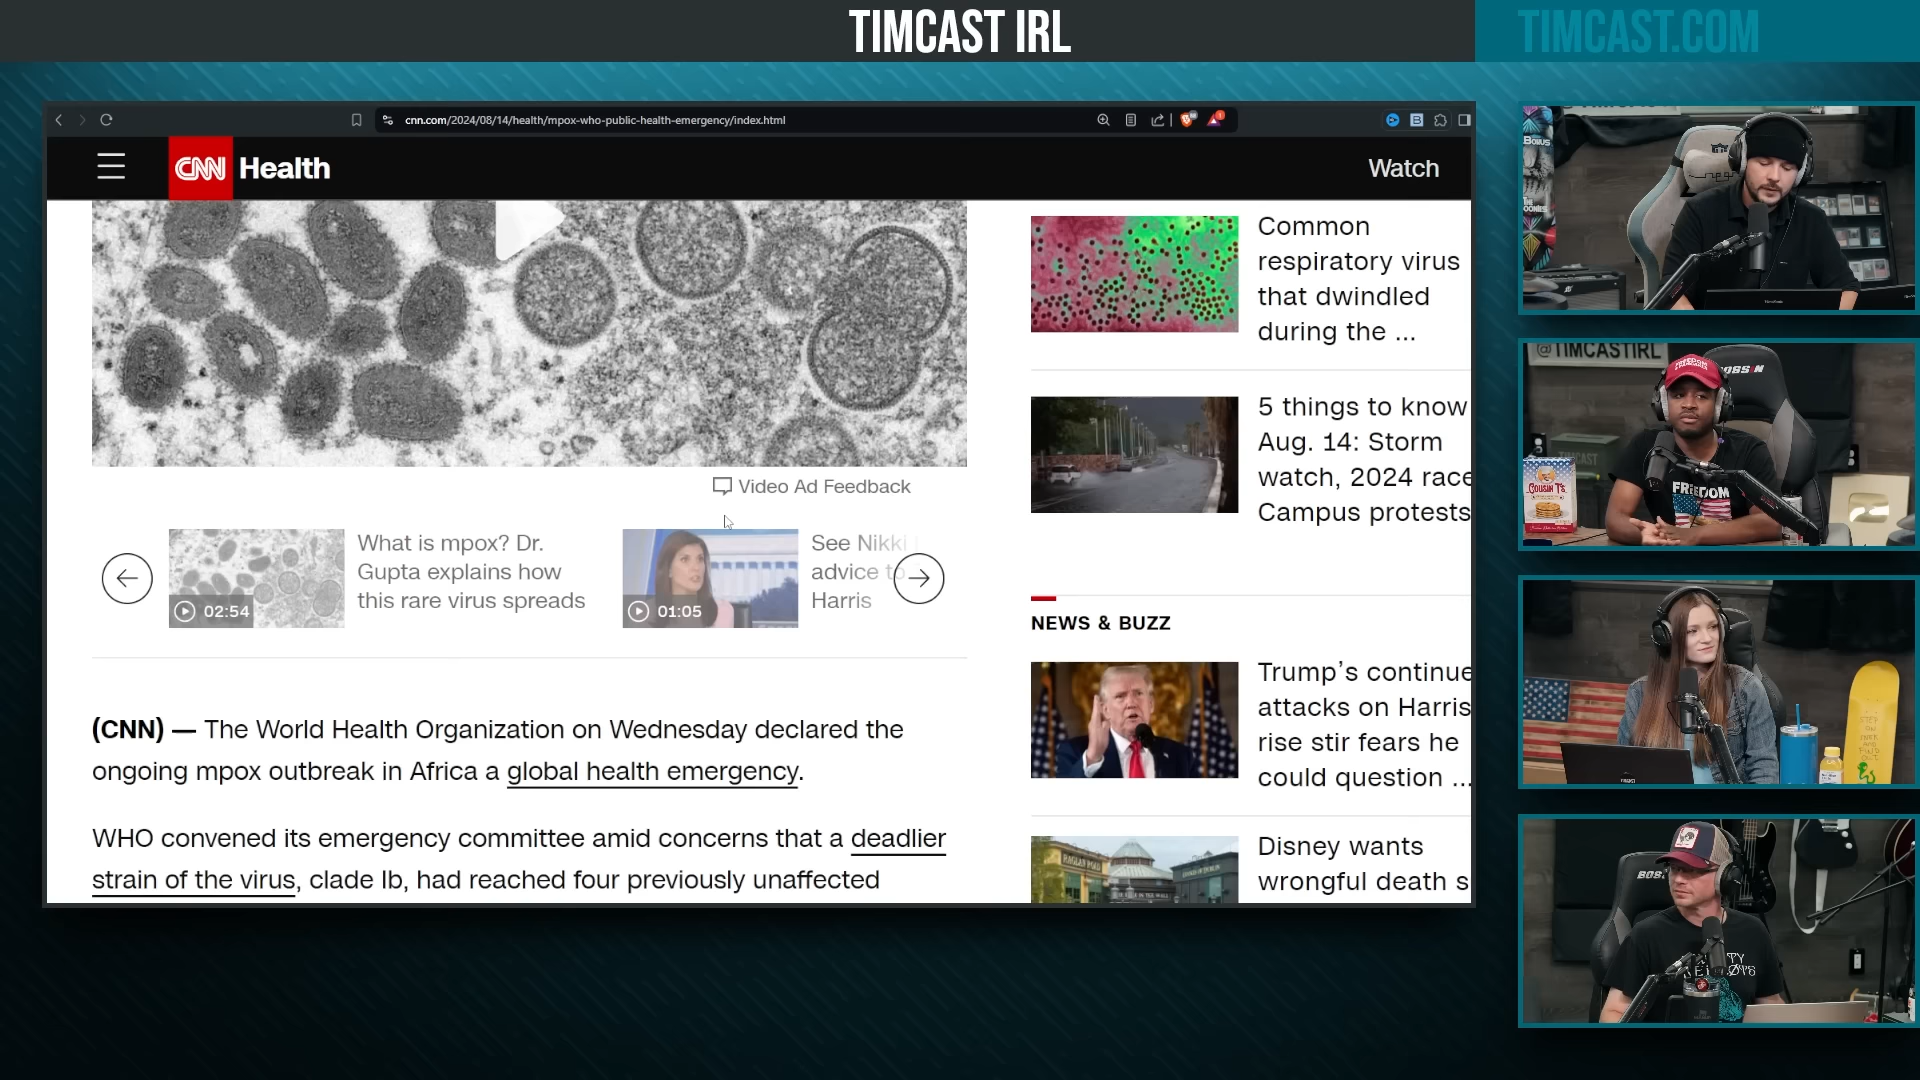 TIMCAST IRL
TIMCAST.COM
cnn.com/2024/08/14/health/mpox-who-public-health-emergency/index.html
CNN Health
Watch
Video Ad Feedback
What is mpox? Dr.
Gupta explains how
this rare virus spreads
02:54
See Nikki
advice to
Harris
01:05
(CNN) — The World Health Organization on Wednesday declared the
ongoing mpox outbreak in Africa a global health emergency.
WHO convened its emergency committee amid concerns that a deadlier
strain of the virus, clade Ib, had reached four previously unaffected
Common
respiratory virus
that dwindled
during the ...
5 things to know
Aug. 14: Storm
watch, 2024 race
Campus protests
NEWS & BUZZ
Trump’s continue
attacks on Harris
rise stir fears he
could question ...
Disney wants
wrongful death s
BONUS
@TIMCASTIRL
TIMCAST
COUSIN T'S
FREEDOM